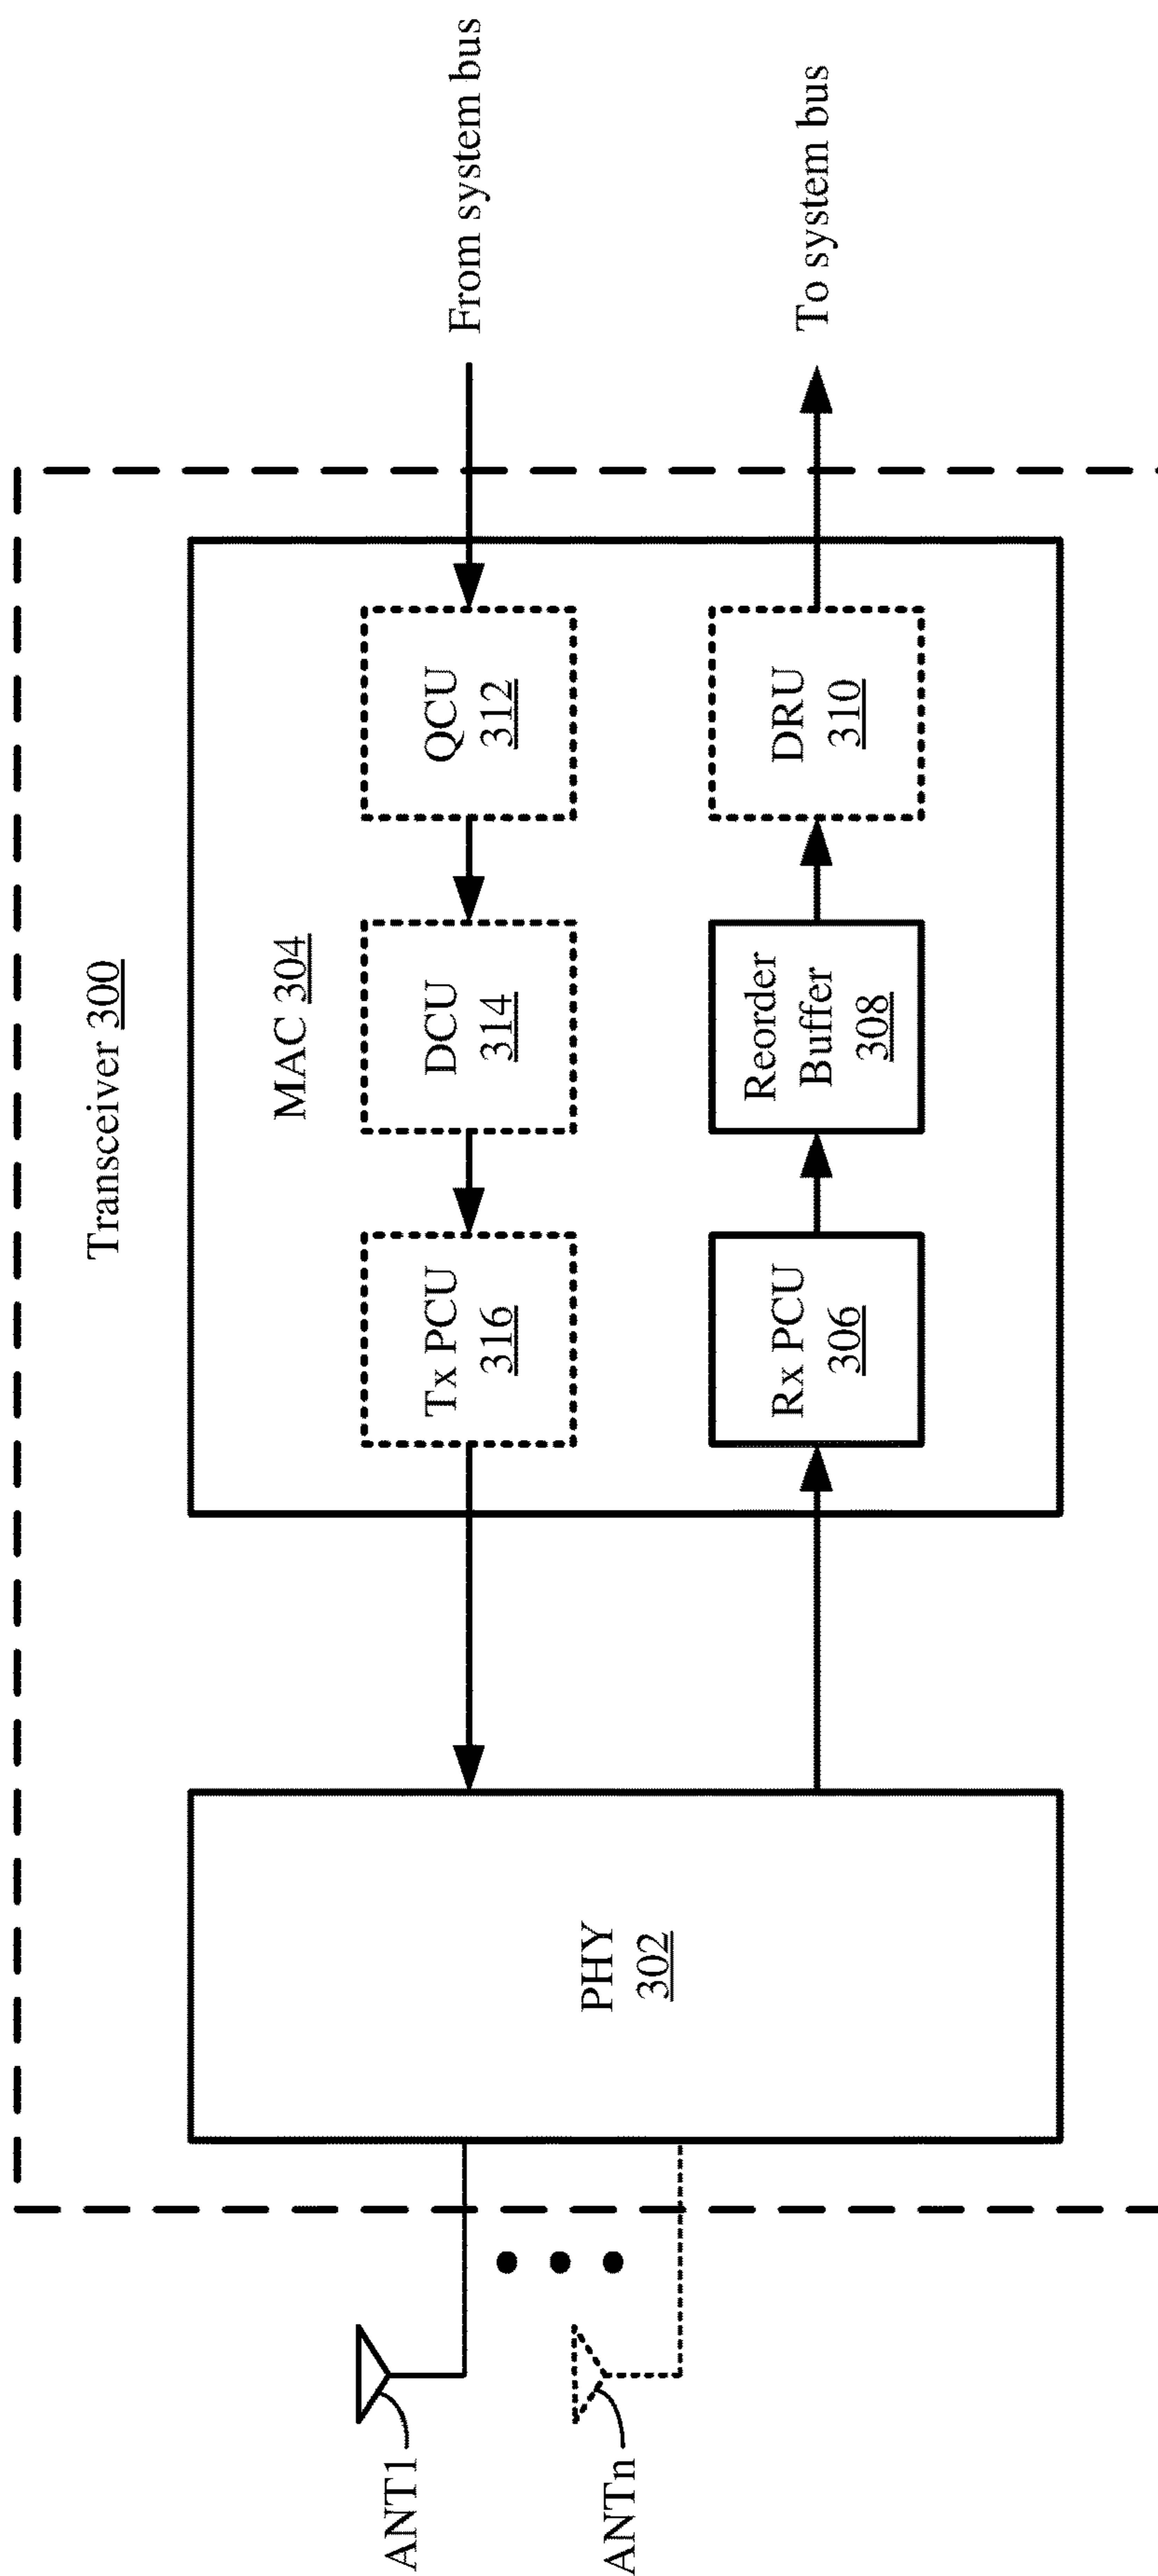 Transceiver 300
MAC 304
ANT1
ANTn
PHY
302
Tx PCU
316
DCU
314
QCU
312
From system bus
Rx PCU
306
Reorder
Buffer
308
DRU
310
To system bus